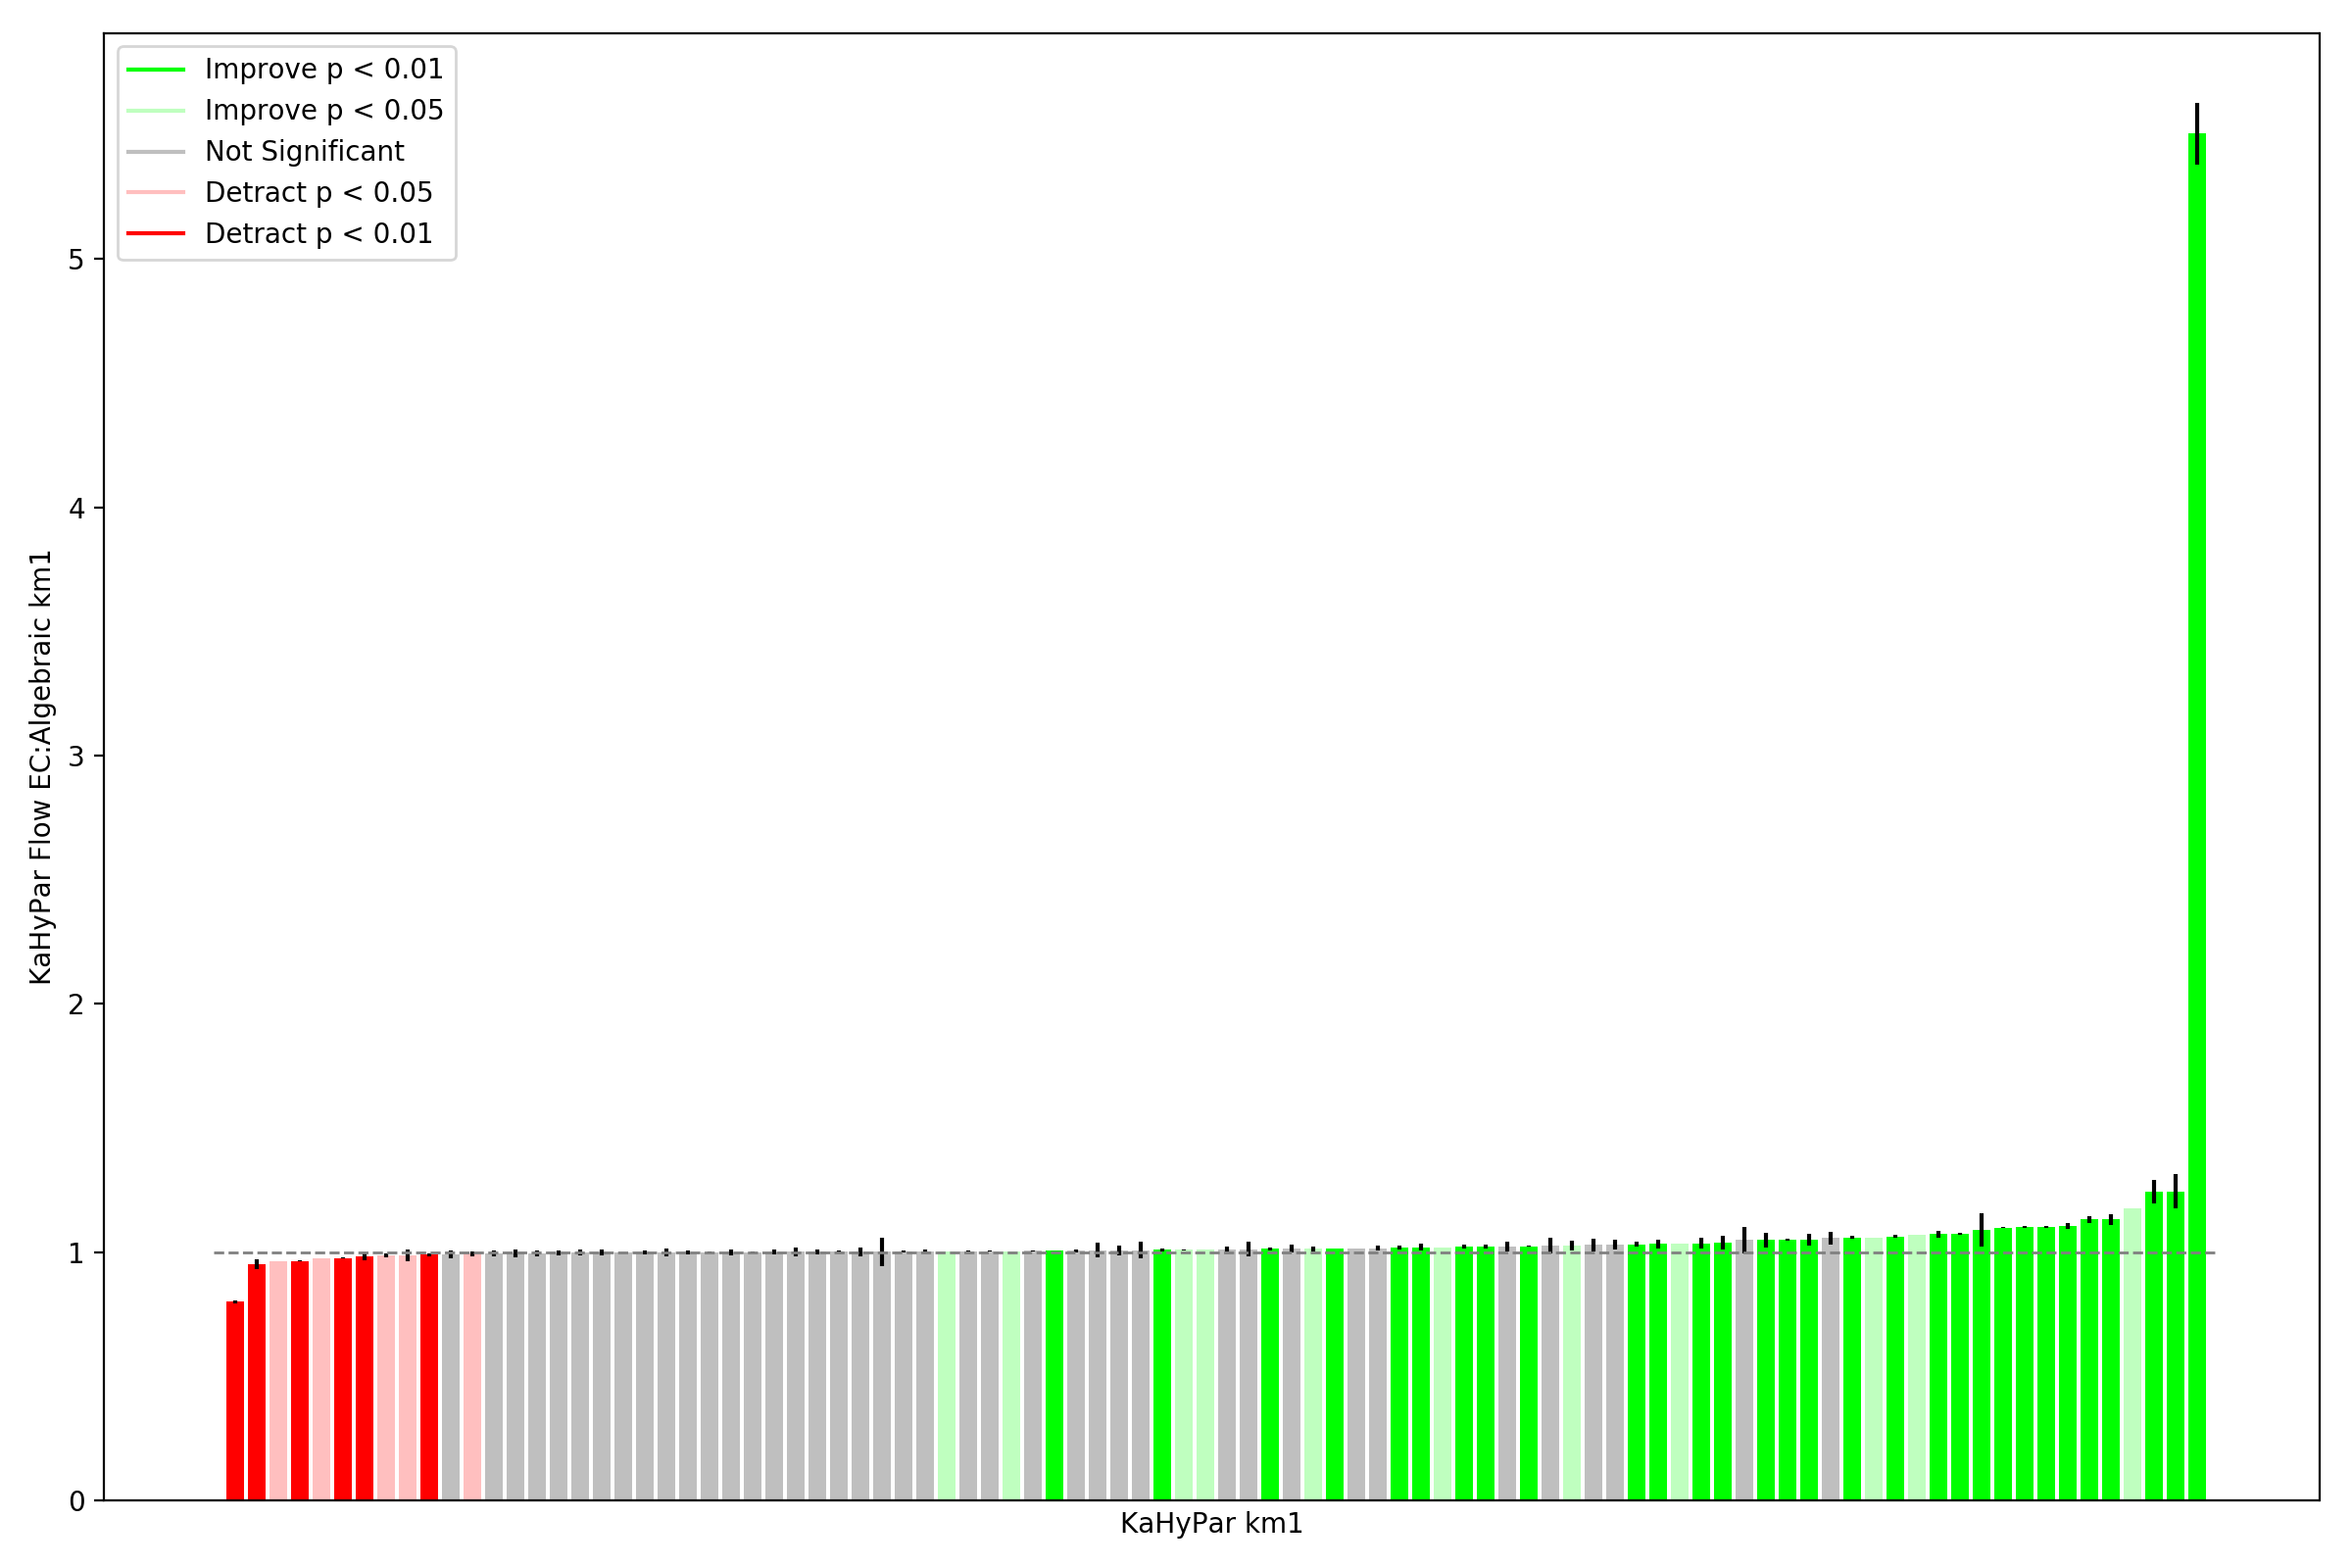 Improve p < 0.01
Improve p < 0.05
Not Significant
Detract p < 0.05
Detract p < 0.01
5
4
3
2
1
0
KaHyPar Flow EC:Algebraic km1
KaHyPar km1